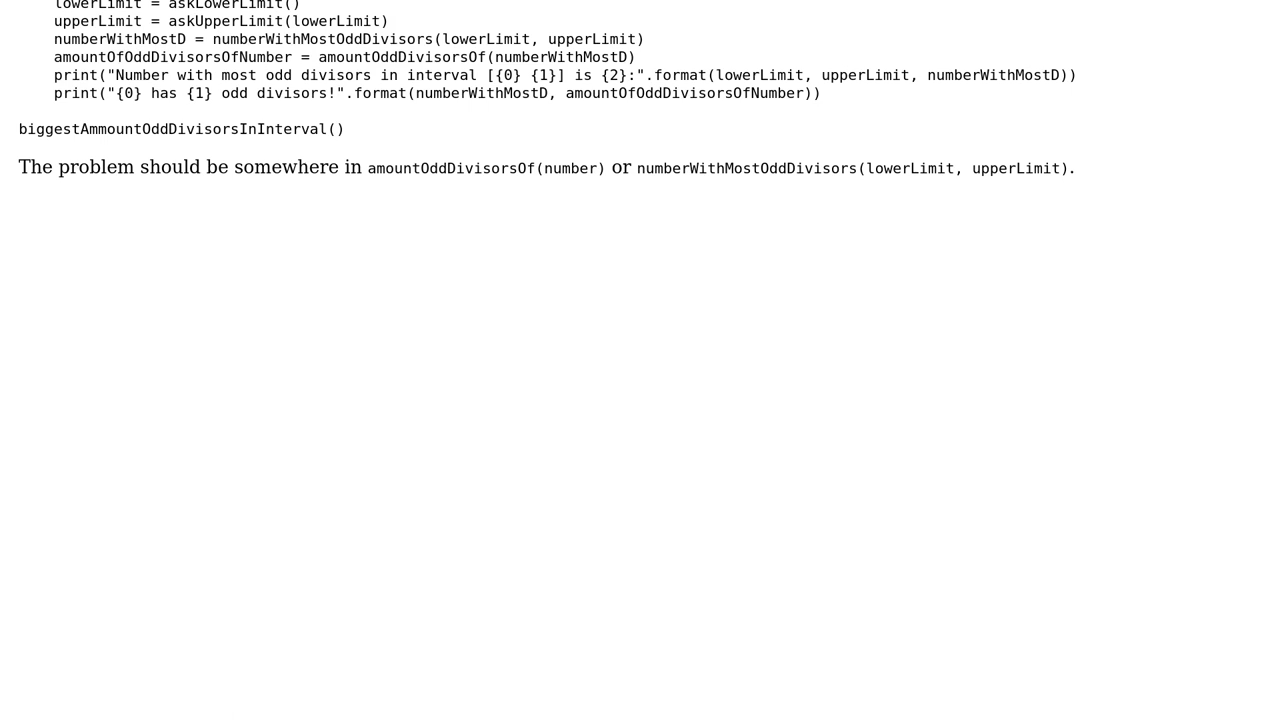 lowerLimit = askLowerLimit()
upperLimit = askUpperLimit(lowerLimit)
numberWithMostD = numberWithMostOddDivisors(lowerLimit, upperLimit)
amountOfOddDivisorsOfNumber = amountOddDivisorsOf(numberWithMostD)
print("Number with most odd divisors in interval [{0} {1}] is {2}:".format(lowerLimit, upperLimit, numberWithMostD))
print("{0} has {1} odd divisors!".format(numberWithMostD, amountOfOddDivisorsOfNumber))
biggestAmmountOddDivisorsInInterval()
The problem should be somewhere in amountOddDivisorsOf(number) or numberWithMostOddDivisors(lowerLimit, upperLimit).